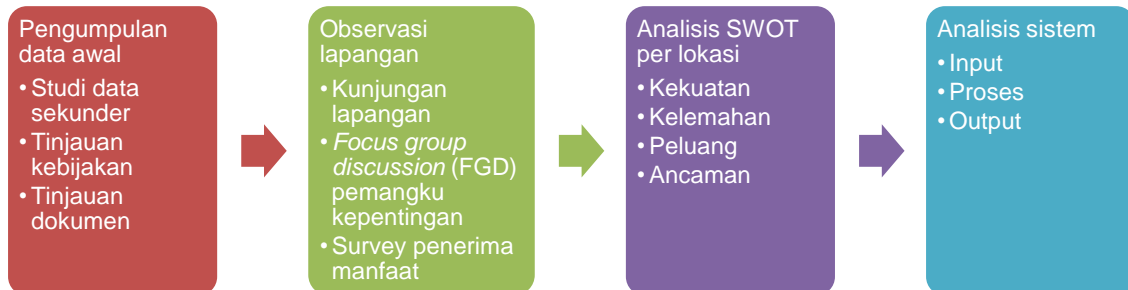 Pengumpulan
data awal
• Studi data
sekunder
• Tinjauan
kebijakan
• Tinjauan
dokumen
Observasi
lapangan
• Kunjungan
lapangan
• Focus group
discussion (FGD)
pemangku
kepentingan
• Survey penerima
manfaat
Analisis SWOT
per lokasi
• Kekuatan
• Kelemahan
• Peluang
• Ancaman
Analisis sistem
• Input
• Proses
• Output